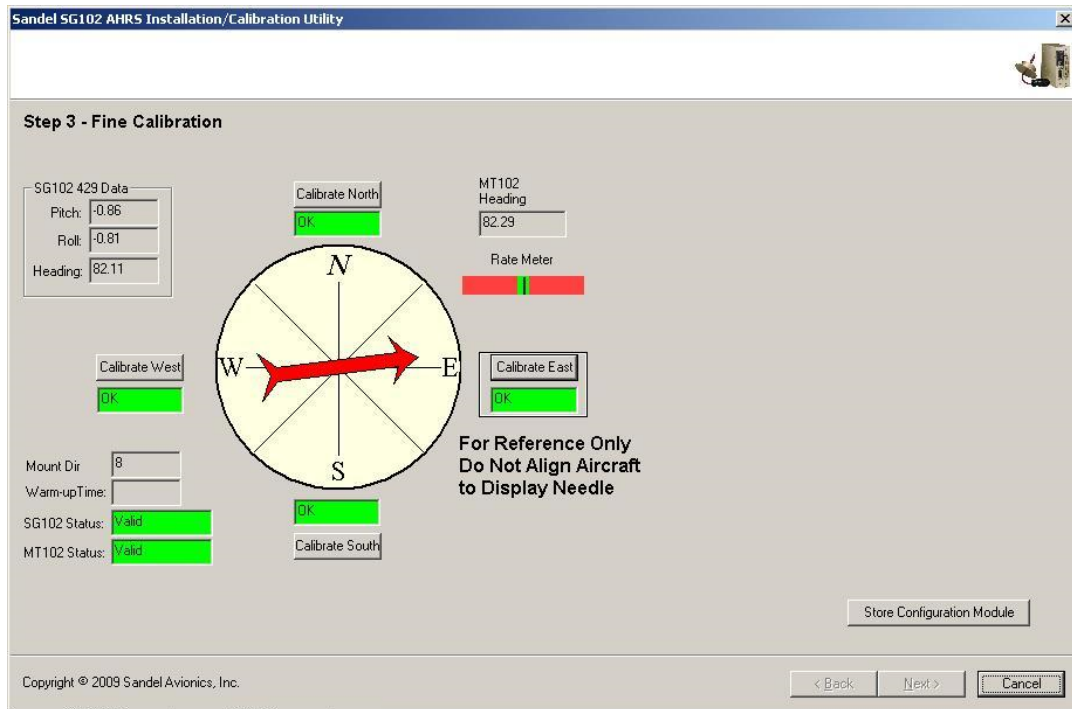 Sandel SG102 AHRS Installation/Calibration Utility
Step 3 - Fine Calibration
SG102 429 Data
Pitch: -0.86
Roll: -0.81
Heading: 82.11
Calibrate North
OK
MT102
Heading
82.29
Rate Meter
N
W
E
S
Calibrate West
OK
Calibrate East
OK
For Reference Only
Do Not Align Aircraft
to Display Needle
Mount Dir 8
Warm-upTime:
SG102 Status: Valid
MT102 Status: Valid
OK
Calibrate South
Store Configuration Module
Copyright © 2009 Sandel Avionics, Inc.
< Back
Next >
Cancel